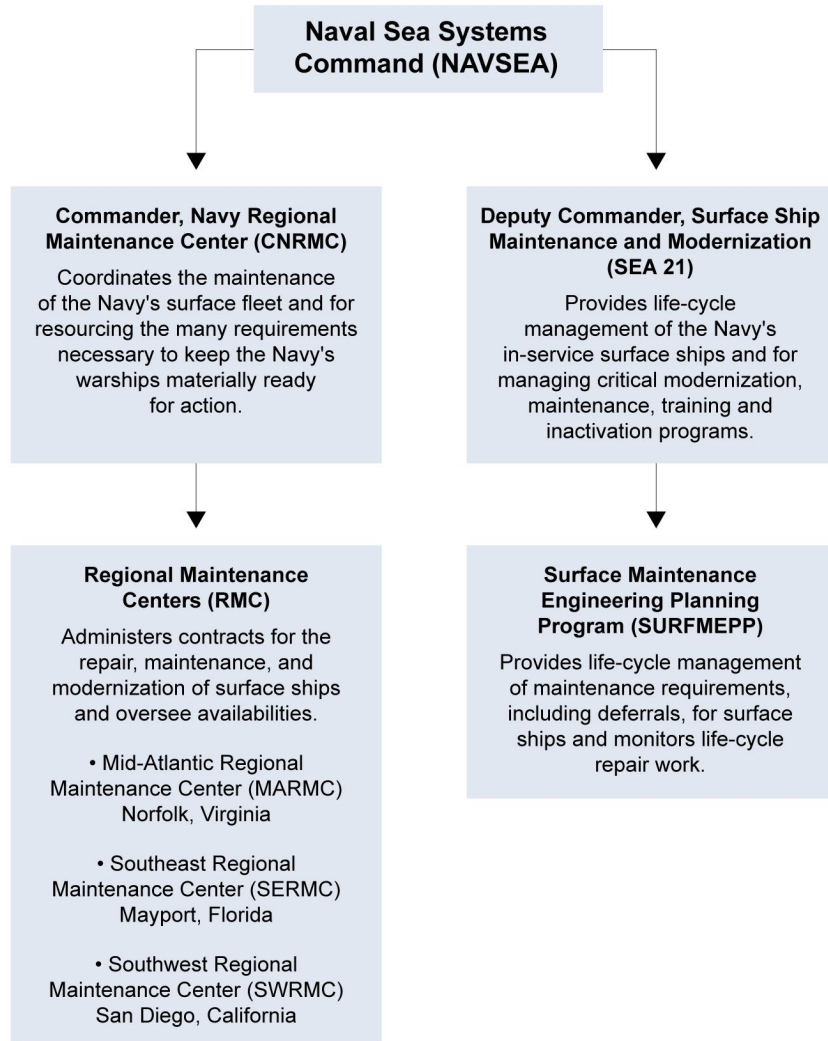 Naval Sea Systems
Command (NAVSEA)
Commander, Navy Regional
Maintenance Center (CNRMC)
Coordinates the maintenance
of the Navy's surface fleet and for
resourcing the many requirements
necessary to keep the Navy's
warships materially ready
for action.
Regional Maintenance
Centers (RMC)
Administers contracts for the
repair, maintenance, and
modernization of surface ships
and oversee availabilities.
• Mid-Atlantic Regional
Maintenance Center (MARMC)
Norfolk, Virginia
• Southeast Regional
Maintenance Center (SERMC)
Mayport, Florida
• Southwest Regional
Maintenance Center (SWRMC)
San Diego, California
Deputy Commander, Surface Ship
Maintenance and Modernization
(SEA 21)
Provides life-cycle
management of the Navy's
in-service surface ships and for
managing critical modernization,
maintenance, training and
inactivation programs.
Surface Maintenance
Engineering Planning
Program (SURFMEPP)
Provides life-cycle management
of maintenance requirements,
including deferrals, for surface
ships and monitors life-cycle
repair work.